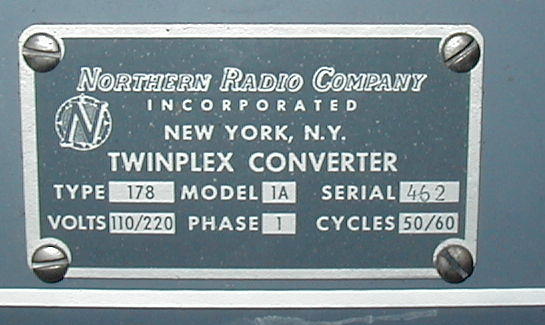 NORTHERN RADIO COMPANY
INCORPORATED
N
NEW YORK, N.Y.
TWINPLEX CONVERTER
TYPE 178 MODEL 1A SERIAL 462
VOLTS 110/220 PHASE 1 CYCLES 50/60